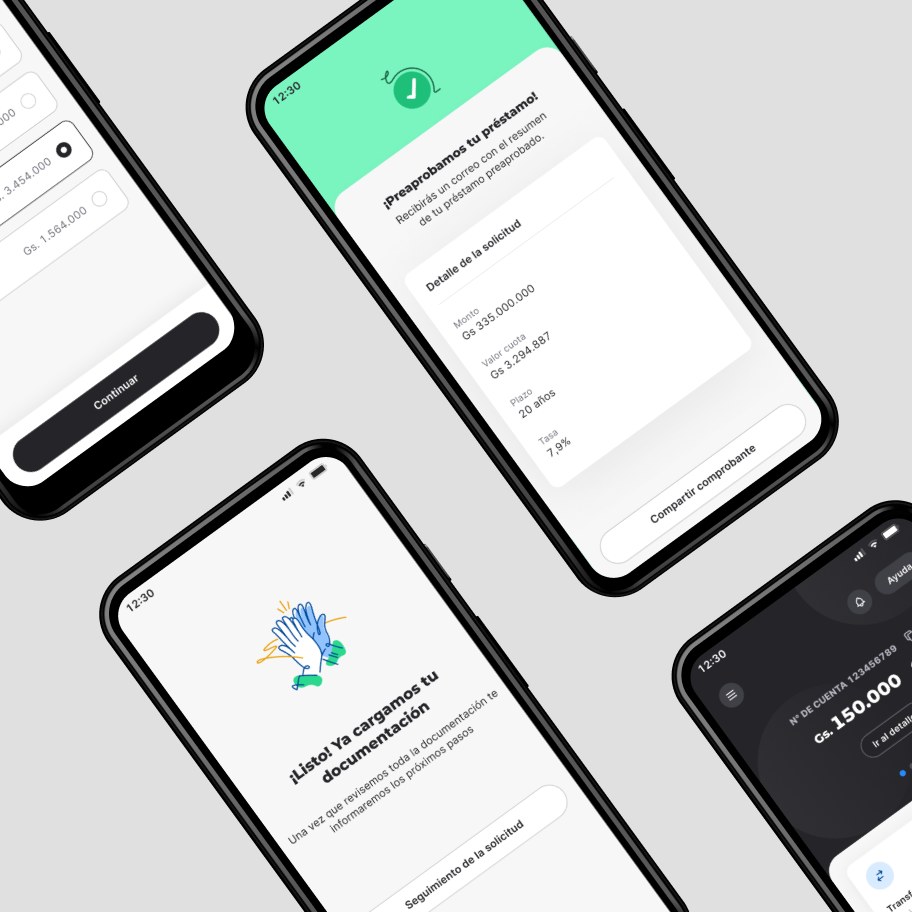 000
. 3.454.000
Gs. 1.564.000
Continuar
12:30
¡Preaprobamos tu préstamo!
Recibirás un correo con el resumen
de tu préstamo preaprobado.
Detalle de la solicitud
Monto
Gs 335.000.000
Valor cuota
Gs 3.294.887
Plazo
20 años
Tasa
7,9%
Compartir comprobante
12:30
¡Listo! Ya cargamos tu
documentación
Una vez que revisemos toda la documentación te
informaremos los próximos pasos
Seguimiento de la solicitud
12:30
Ayuda
N° DE CUENTA 123456789
Gs. 150.000
Ir al detalle
Transf